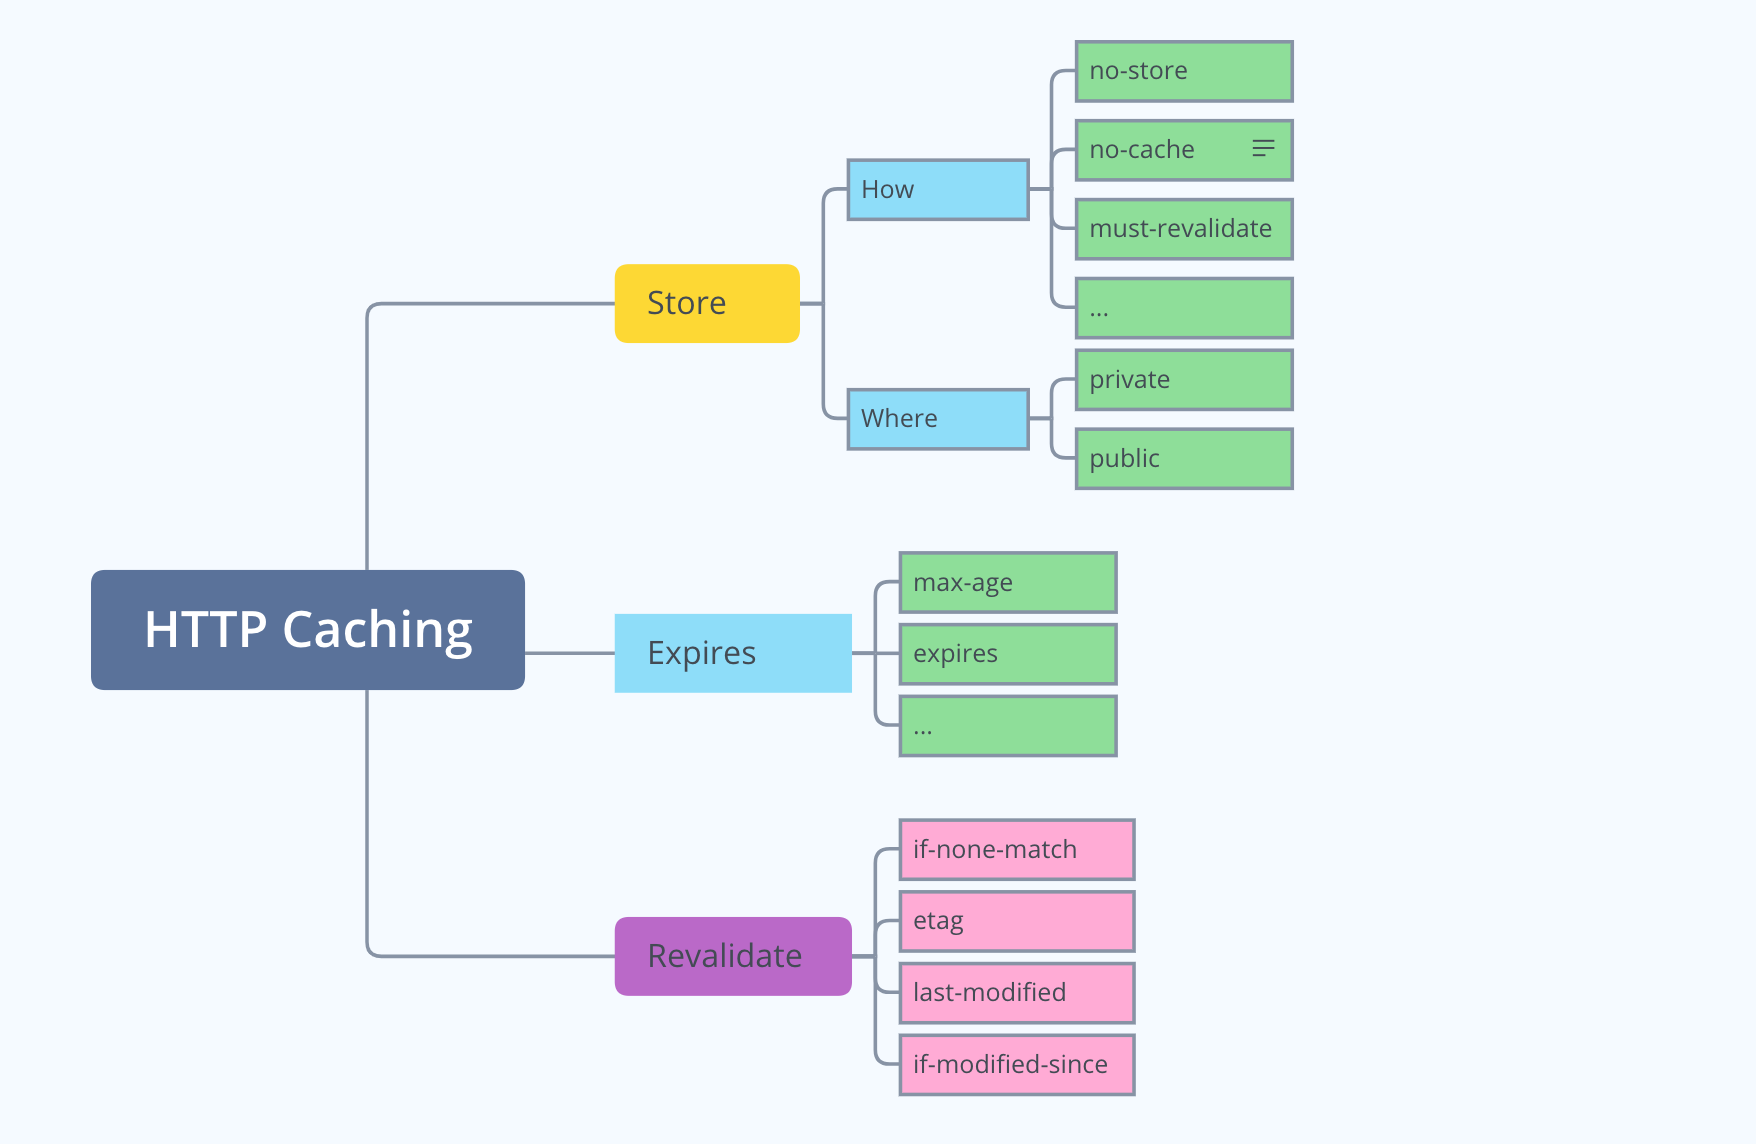 HTTP Caching
Store
How
no-store
no-cache
must-revalidate
...
Where
private
public
Expires
max-age
expires
...
Revalidate
if-none-match
etag
last-modified
if-modified-since